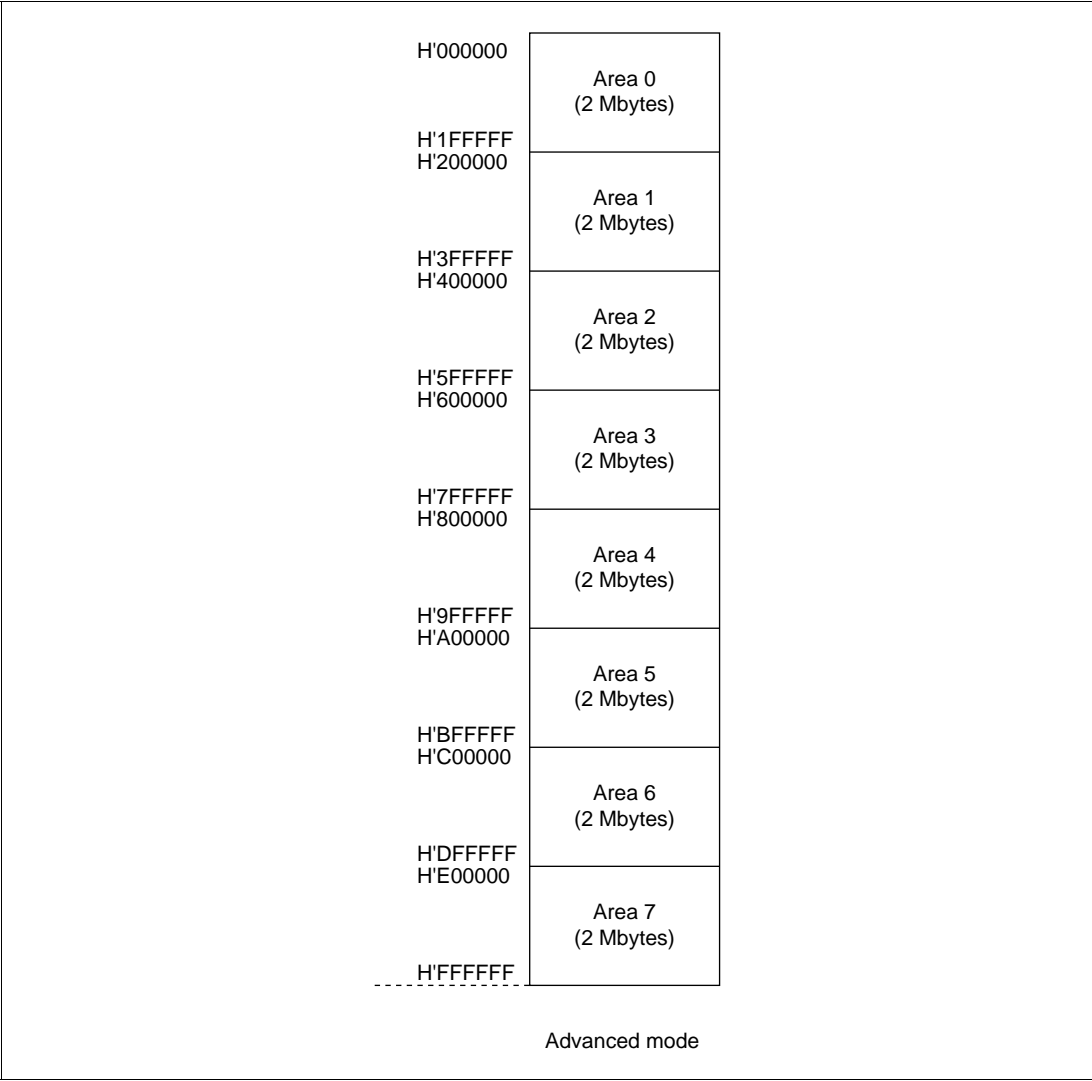 H'000000
Area 0
(2 Mbytes)
H'1FFFFF
H'200000
Area 1
(2 Mbytes)
H'3FFFFF
H'400000
Area 2
(2 Mbytes)
H'5FFFFF
H'600000
Area 3
(2 Mbytes)
H'7FFFFF
H'800000
Area 4
(2 Mbytes)
H'9FFFFF
H'A00000
Area 5
(2 Mbytes)
H'BFFFFF
H'C00000
Area 6
(2 Mbytes)
H'DFFFFF
H'E00000
Area 7
(2 Mbytes)
H'FFFFFF
Advanced mode